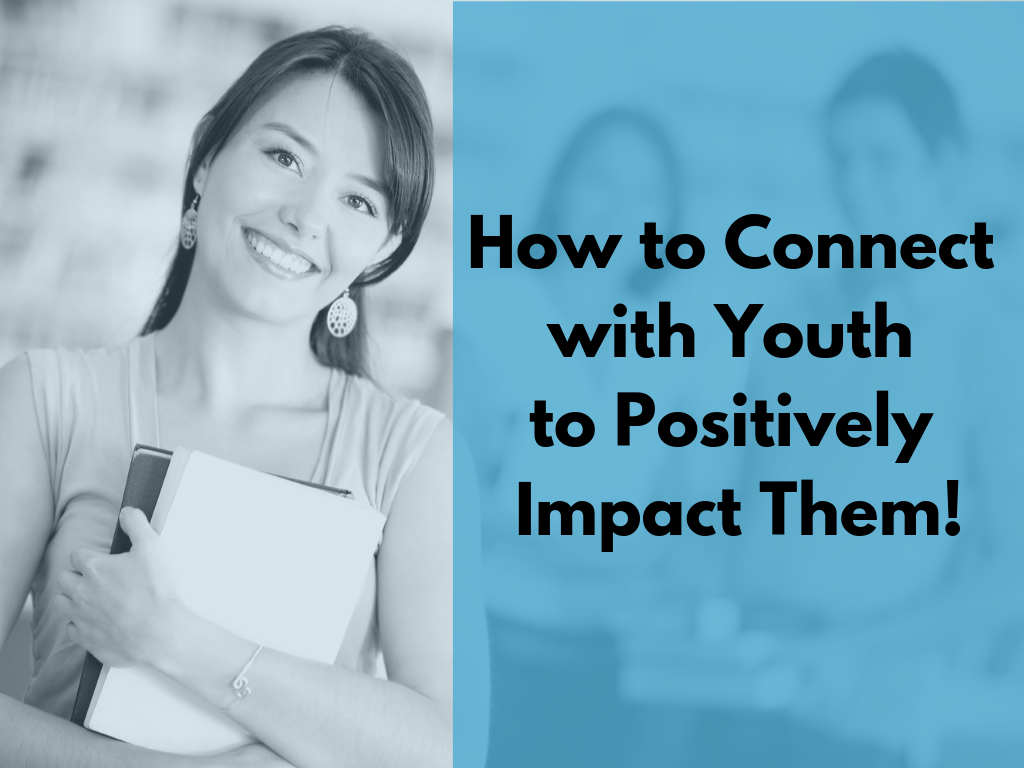 How to Connect
with Youth
to Positively
Impact Them!